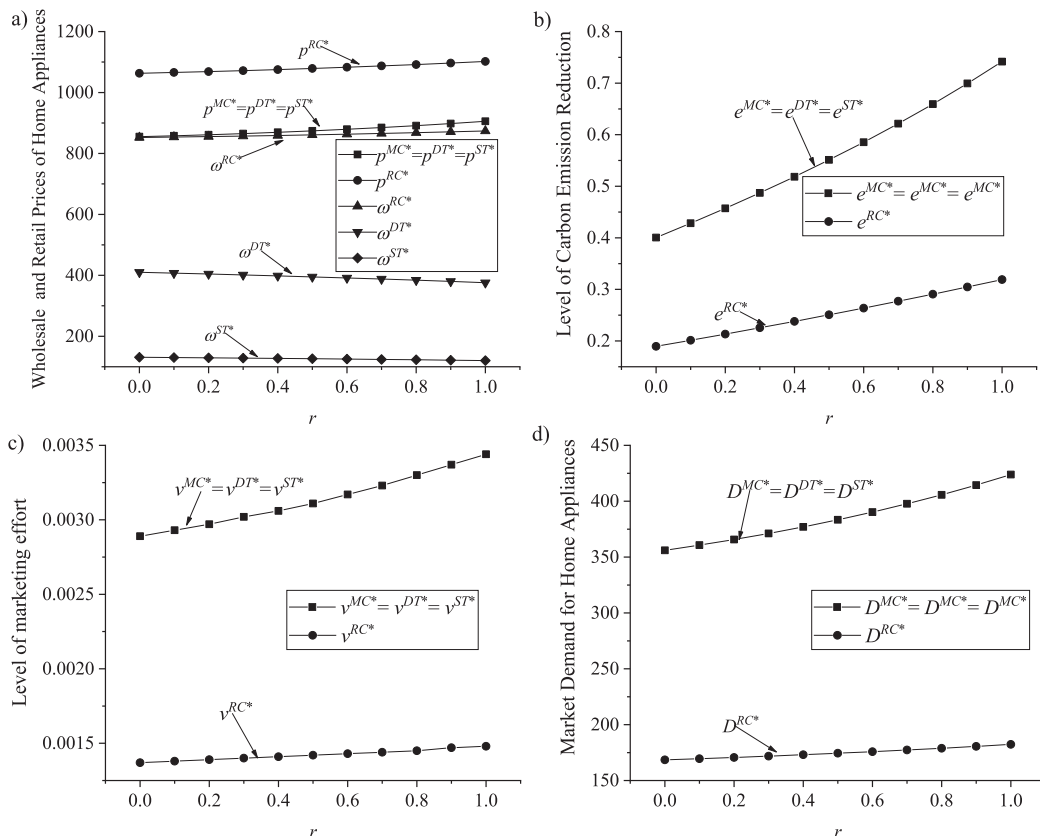 a)
Wholesale and Retail Prices of Home Appliances
1200
1000
800
600
400
200
p^{RC*}
p^{MC*}=p^{DT*}=p^{ST*}
ω^{RC*}
p^{MC*}=p^{DT*}=p^{ST*}
p^{RC*}
ω^{RC*}
ω^{DT*}
ω^{ST*}
ω^{DT*}
ω^{ST*}
0.0 0.2 0.4 0.6 0.8 1.0
r
b)
Level of Carbon Emission Reduction
0.8
0.7
0.6
0.5
0.4
0.3
0.2
e^{MC*}=e^{DT*}=e^{ST*}
e^{MC*}= e^{MC*}= e^{MC*}
e^{RC*}
e^{RC*}
0.0 0.2 0.4 0.6 0.8 1.0
r
c)
Level of marketing effort
0.0035
0.0030
0.0025
0.0020
0.0015
v^{MC*}=v^{DT*}=v^{ST*}
v^{MC*}= v^{DT*}= v^{ST*}
v^{RC*}
v^{RC*}
0.0 0.2 0.4 0.6 0.8 1.0
r
d)
Market Demand for Home Appliances
450
400
350
300
250
200
150
D^{MC*}=D^{DT*}=D^{ST*}
D^{MC*}= D^{MC*}= D^{MC*}
D^{RC*}
D^{RC*}
0.0 0.2 0.4 0.6 0.8 1.0
r